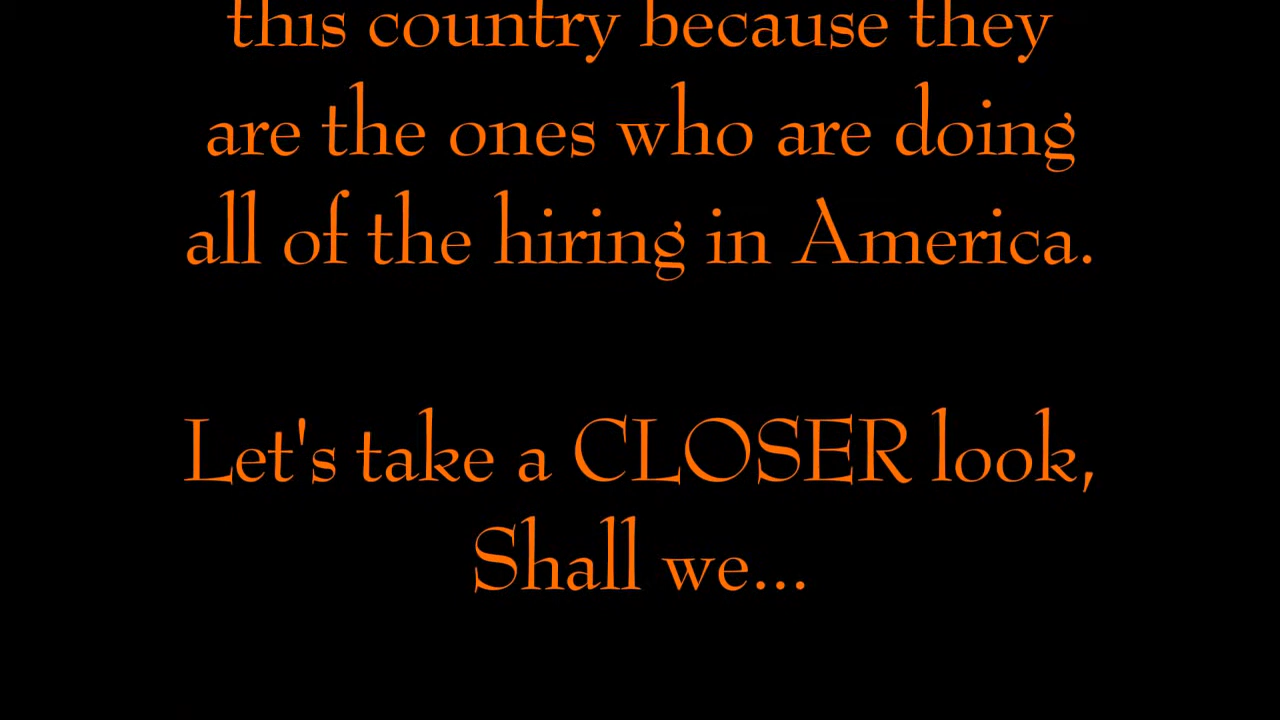 this country because they
are the ones who are doing
all of the hiring in America.
Let's take a CLOSER look,
Shall we...